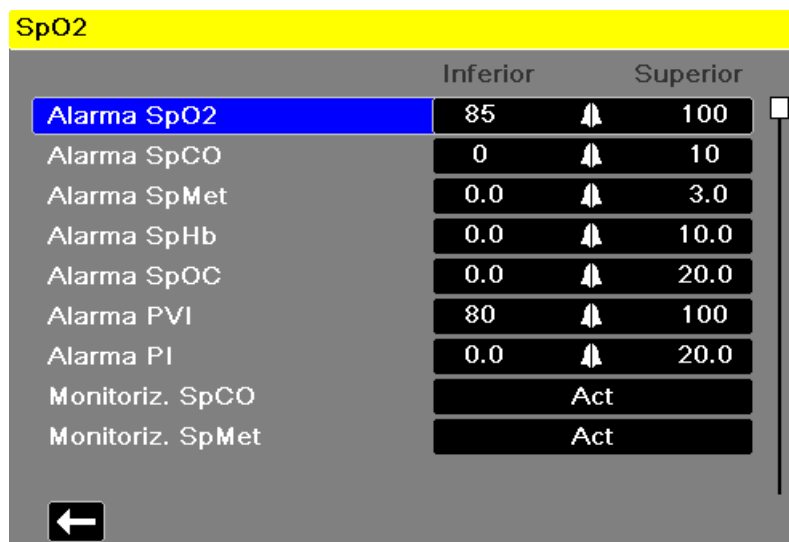 SpO2
Inferior Superior
Alarma SpO2 85 100
Alarma SpCO 0 10
Alarma SpMet 0.0 3.0
Alarma SpHb 0.0 10.0
Alarma SpOC 0.0 20.0
Alarma PVI 80 100
Alarma PI 0.0 20.0
Monitoriz. SpCO Act
Monitoriz. SpMet Act